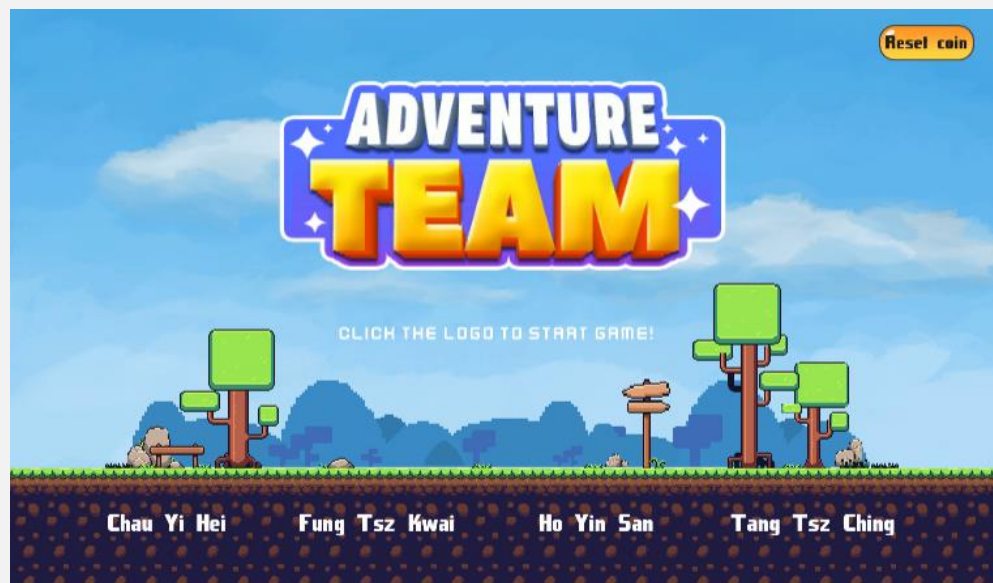 Reset coin
ADVENTURE
TEAM
CLICK THE LOGO TO START GAME!
Chau Yi Hei Fung Tsz Kwai Ho Yin San Tang Tsz Ching